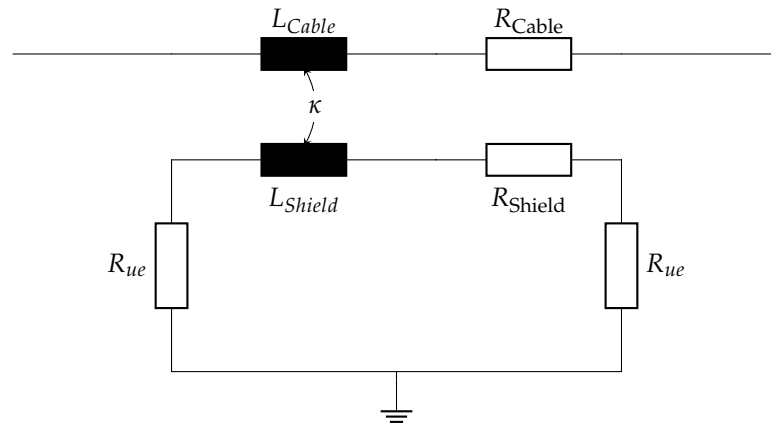 L_Cable R_Cable
κ
L_Shield R_Shield
R_ue R_ue